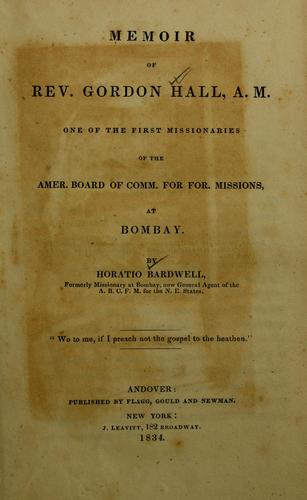 MEMOIR
OF
REV. GORDON HALL, A. M.
ONE OF THE FIRST MISSIONARIES
OF THE
AMER. BOARD OF COMM. FOR FOR. MISSIONS,
AT
BOMBAY.
BY
HORATIO BARDWELL,
Formerly Missionary at Bombay, now General Agent of the
A. B. C. F. M. for the N. E. States.
" Wo to me, if I preach not the gospel to the heathen."
ANDOVER:
PUBLISHED BY FLAGG, GOULD AND NEWMAN.
NEW YORK:
J. LEAVITT, 182 BROADWAY.
1834.